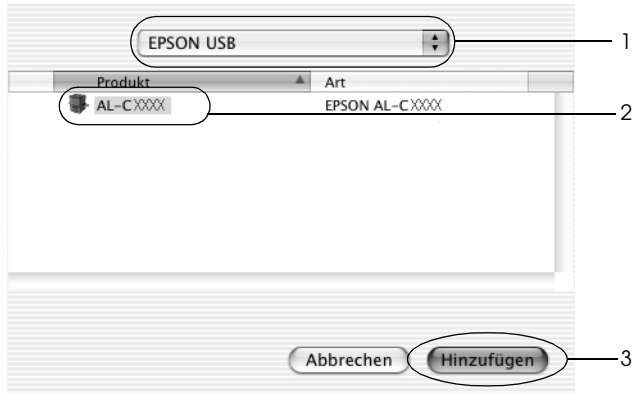 EPSON USB
1
Produkt Art
AL-CXXXX EPSON AL-CXXXX
2
Abbrechen Hinzufügen
3